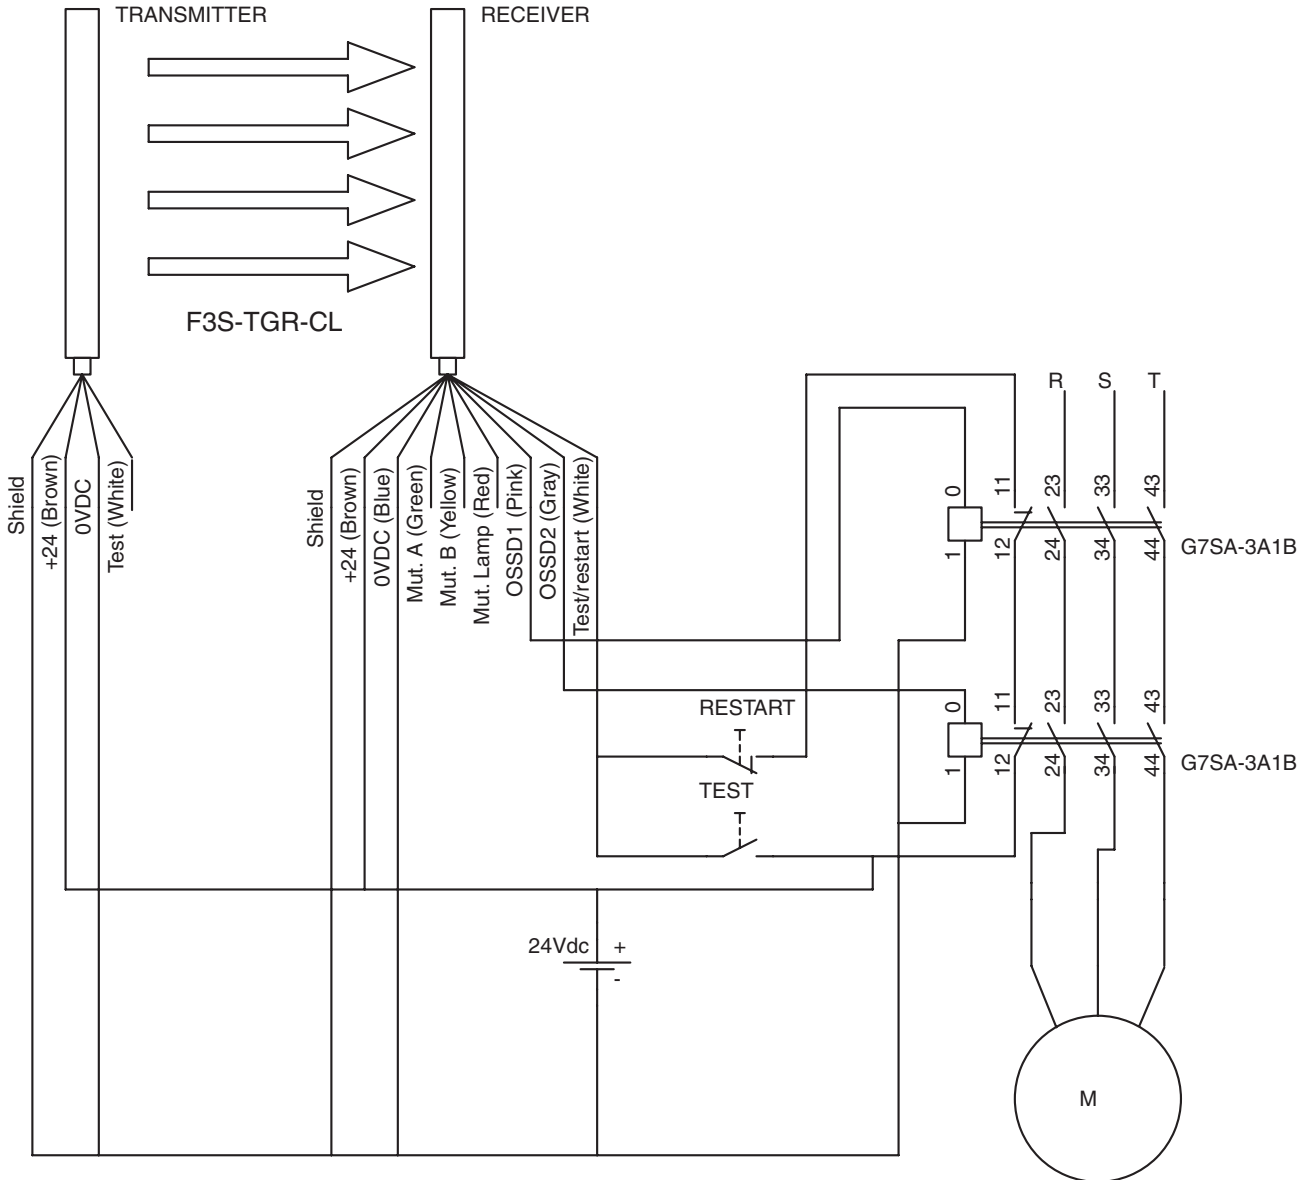 TRANSMITTER
RECEIVER
F3S-TGR-CL
R
S
T
Shield
+24 (Brown)
0VDC
Test (White)
Shield
+24 (Brown)
0VDC (Blue)
Mut. A (Green)
Mut. B (Yellow)
Mut. Lamp (Red)
OSSD1 (Pink)
OSSD2 (Gray)
Test/restart (White)
0
11
23
33
43
1
12
24
34
44
G7SA-3A1B
RESTART
0
11
23
33
43
1
12
24
34
44
G7SA-3A1B
TEST
24Vdc
+
-
M